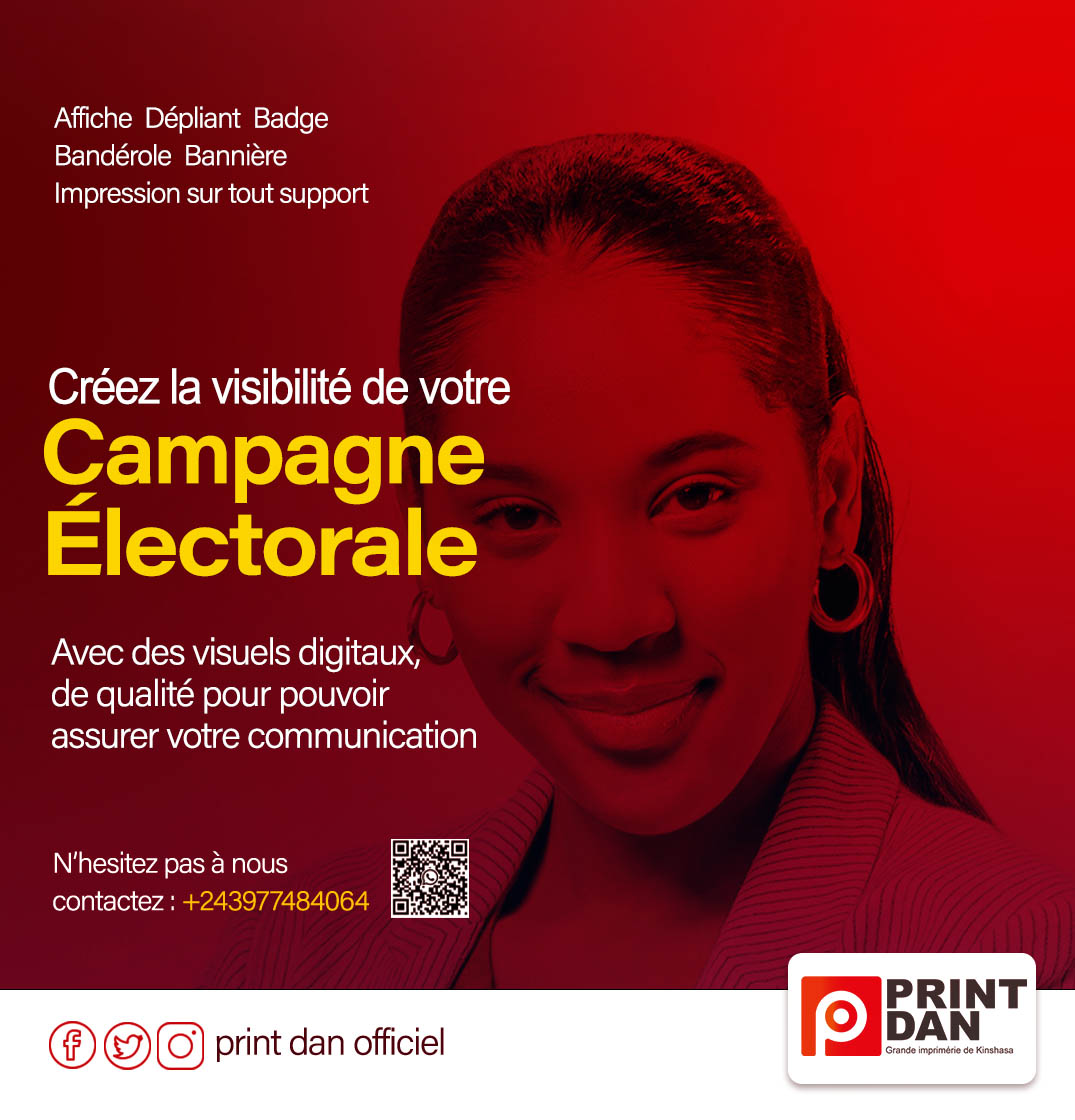 Affiche Dépliant Badge
Bandérole Bannière
Impression sur tout support
Créez la visibilité de votre
Campagne
Électorale
Avec des visuels digitaux,
de qualité pour pouvoir
assurer votre communication
N'hesitez pas à nous
contactez : +243977484064
print dan officiel
PRINT
DAN
Grande imprimérie de Kinshasa